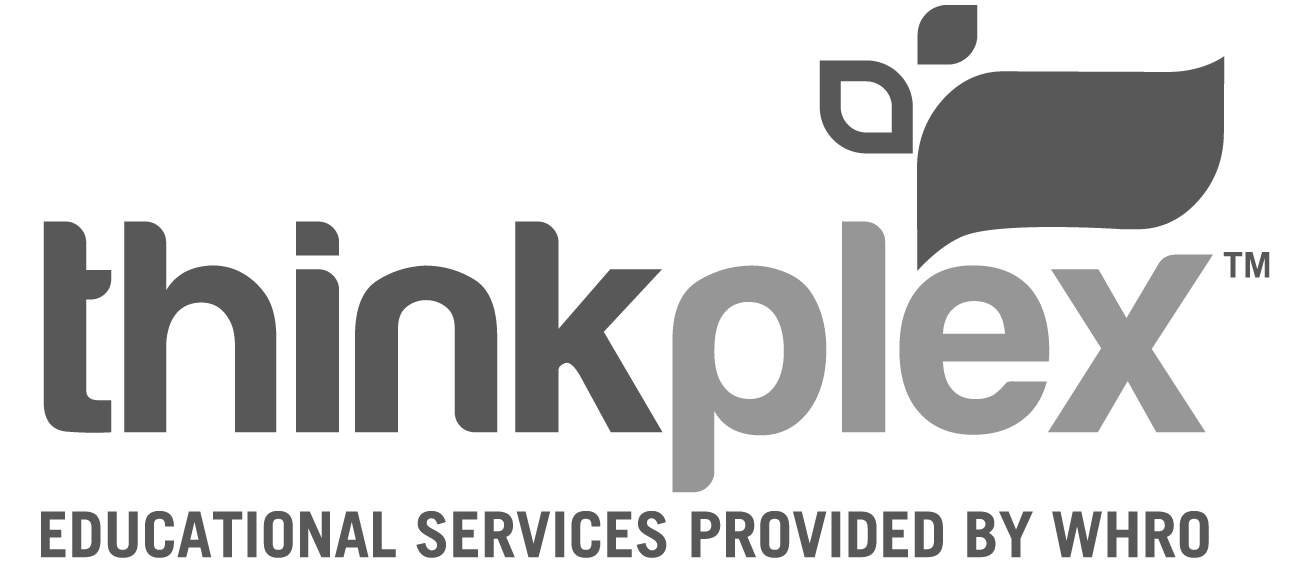 thinkplex™
EDUCATIONAL SERVICES PROVIDED BY WHRO